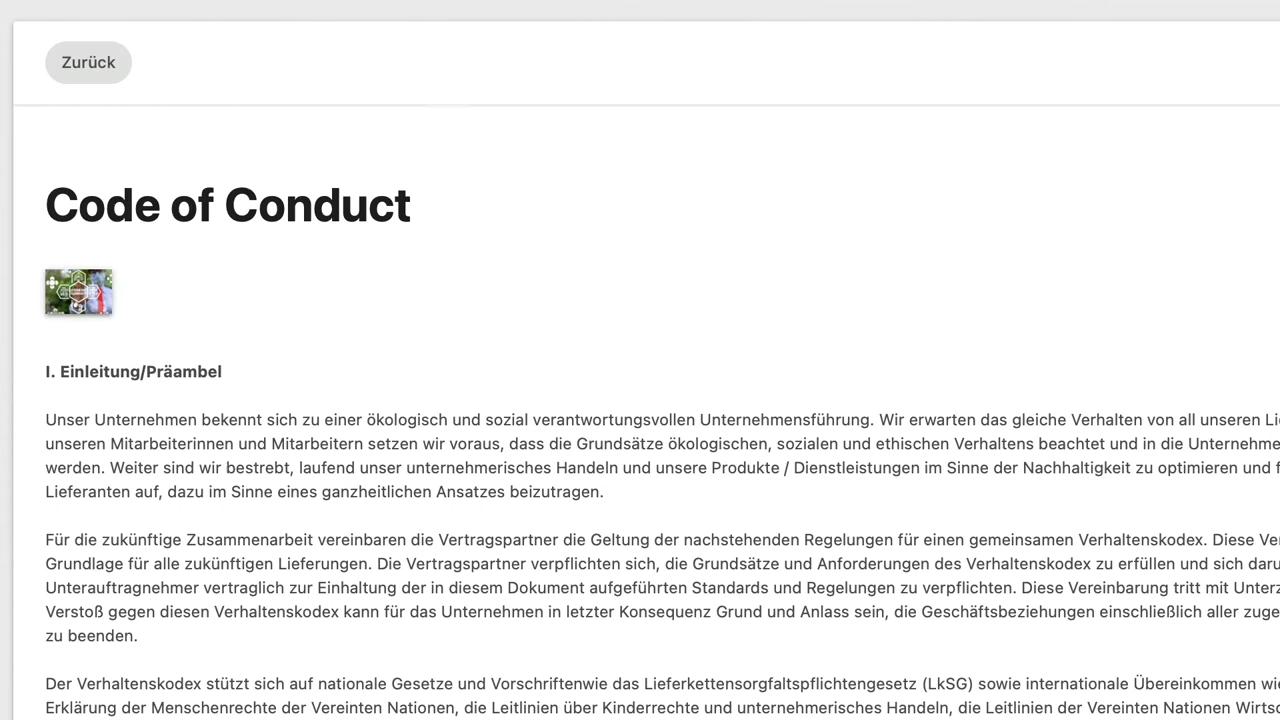 Zurück
Code of Conduct
I. Einleitung/Präambel
Unser Unternehmen bekennt sich zu einer ökologisch und sozial verantwortungsvollen Unternehmensführung. Wir erwarten das gleiche Verhalten von all unseren
unseren Mitarbeiterinnen und Mitarbeitern setzen wir voraus, dass die Grundsätze ökologischen, sozialen und ethischen Verhaltens beachtet und in die
werden. Weiter sind wir bestrebt, laufend unser unternehmerisches Handeln und unsere Produkte / Dienstleistungen im Sinne der Nachhaltigkeit zu optimieren und
Lieferanten auf, dazu im Sinne eines ganzheitlichen Ansatzes beizutragen.
Für die zukünftige Zusammenarbeit vereinbaren die Vertragspartner die Geltung der nachstehenden Regelungen für einen gemeinsamen Verhaltenskodex. Diese
Grundlage für alle zukünftigen Lieferungen. Die Vertragspartner verpflichten sich, die Grundsätze und Anforderungen des Verhaltenskodex zu erfüllen und sich
Unterauftragnehmer vertraglich zur Einhaltung der in diesem Dokument aufgeführten Standards und Regelungen zu verpflichten. Diese Vereinbarung tritt mit
Verstoß gegen diesen Verhaltenskodex kann für das Unternehmen in letzter Konsequenz Grund und Anlass sein, die Geschäftsbeziehungen einschließlich aller
zu beenden.
Der Verhaltenskodex stützt sich auf nationale Gesetze und Vorschriftenwie das Lieferkettensorgfaltspflichtengesetz (LkSG) sowie internationale Übereinkommen
Erklärung der Menschenrechte der Vereinten Nationen, die Leitlinien über Kinderrechte und unternehmerisches Handeln, die Leitlinien der Vereinten Nationen